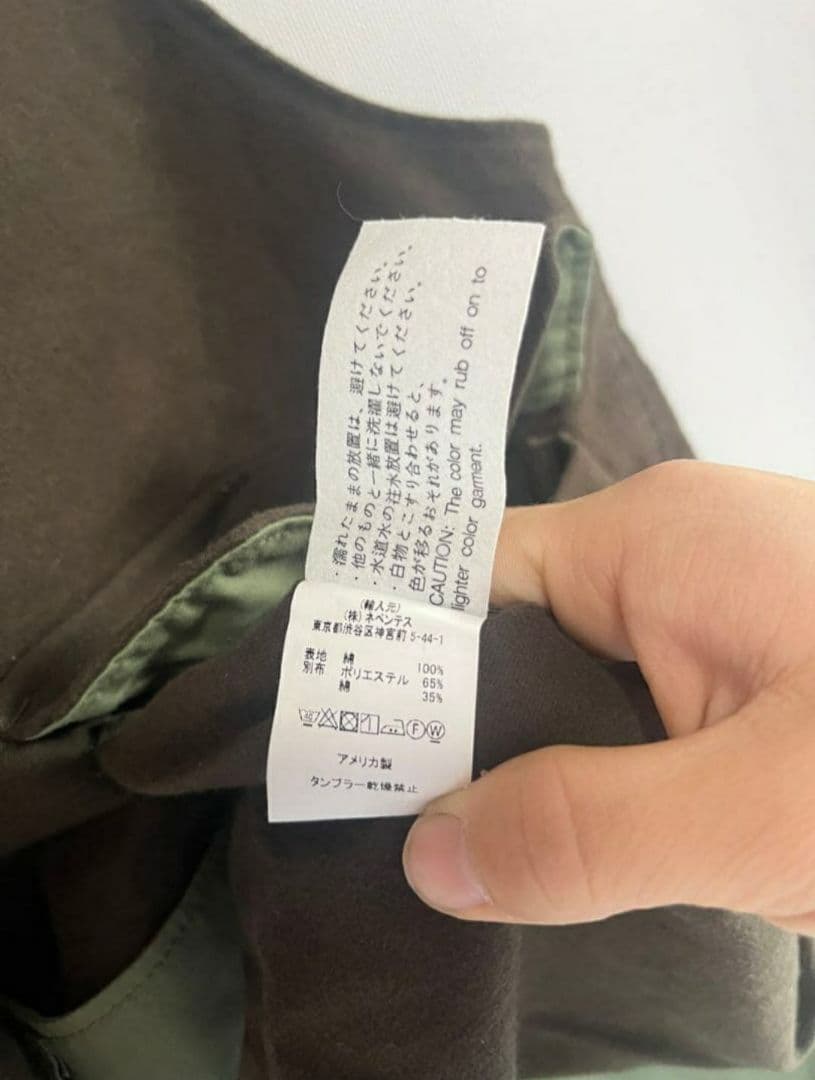 ・濡れたままの放置は、避けてください。
・他のものと一緒に洗濯しないでください。
・水道水の注水放置は避けてください。
・白物とこすり合わせると、
色が移るおそれがあります。
CAUTION: The color may rub off on to
lighter color garment.
(輸入元)
(株)ネペンテス
東京都渋谷区神宮前 5-44-1
表地 綿 100%
別布 ポリエステル 65%
綿 35%
40 F W
アメリカ製
タンブラー乾燥禁止